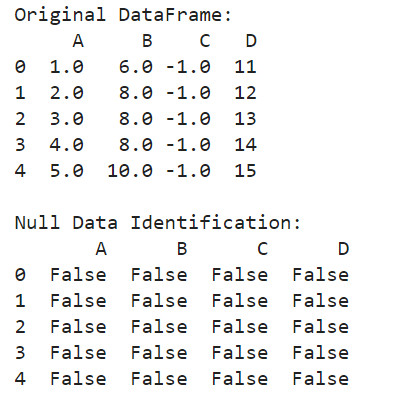 Original DataFrame:
A B C D
0 1.0 6.0 -1.0 11
1 2.0 8.0 -1.0 12
2 3.0 8.0 -1.0 13
3 4.0 8.0 -1.0 14
4 5.0 10.0 -1.0 15
Null Data Identification:
A B C D
0 False False False False
1 False False False False
2 False False False False
3 False False False False
4 False False False False